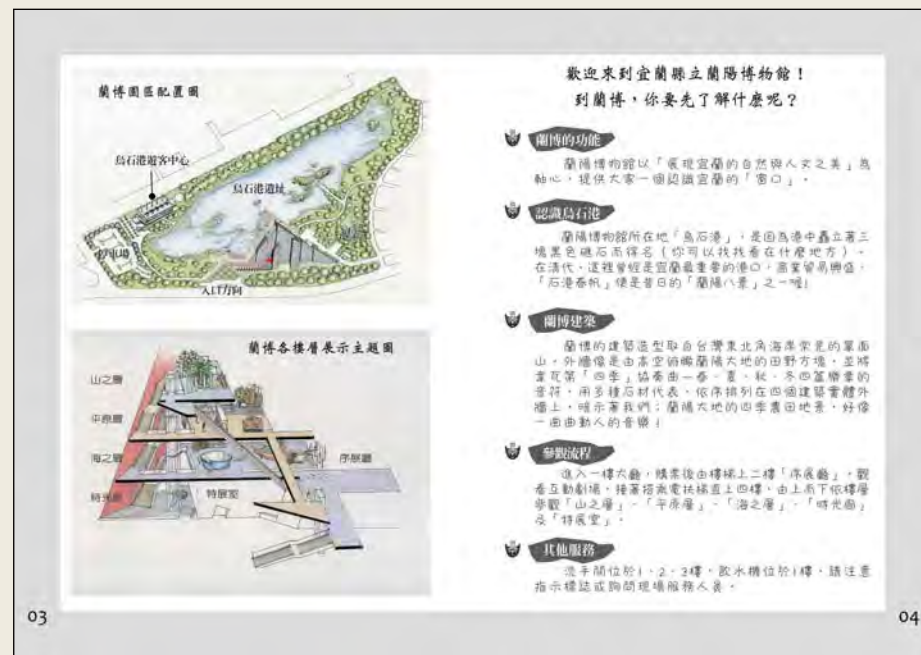 蘭博園區配置圖
烏石港遊客中心
烏石港遺址
停車場
入口方向
蘭博各樓層展示主題圖
山之層
平原層
海之層
時光廊
特展室
序展廳
03
歡迎來到宜蘭縣立蘭陽博物館！
到蘭博，你要先了解什麼呢？
蘭博的功能
蘭陽博物館以「展現宜蘭的自然與人文之美」為
軸心，提供大家一個認識宜蘭的「窗口」。
認識烏石港
蘭陽博物館所在地「烏石港」，是因為港中矗立著三
塊黑色礁石而得名（你可以找找看在什麼地方）。
在清代，這裡曾經是宜蘭最重要的港口，商業貿易興盛，
「石港春帆」便是昔日的「蘭陽八景」之一喔！
蘭博建築
蘭博的建築造型取自台灣東北角海岸常見的單面
山。外牆像是由高空俯瞰蘭陽大地的田野方塊，並將
韋瓦第「四季」協奏曲－春、夏、秋、冬四篇樂章的
音符，用多種石材代表，依序排列在四個建築實體外
牆上，暗示著我們：蘭陽大地的四季農田地景，好像
一曲曲動人的音樂！
參觀流程
進入一樓大廳，購票後由樓梯上二樓「序展廳」，觀
看互動劇場，接著搭乘電扶梯直上四樓，由上而下依樓層
參觀「山之層」、「平原層」、「海之層」、「時光廊」
及「特展室」。
其他服務
洗手間位於1、2、3樓，飲水機位於1樓，請注意
指示標誌或詢問現場服務人員。
04